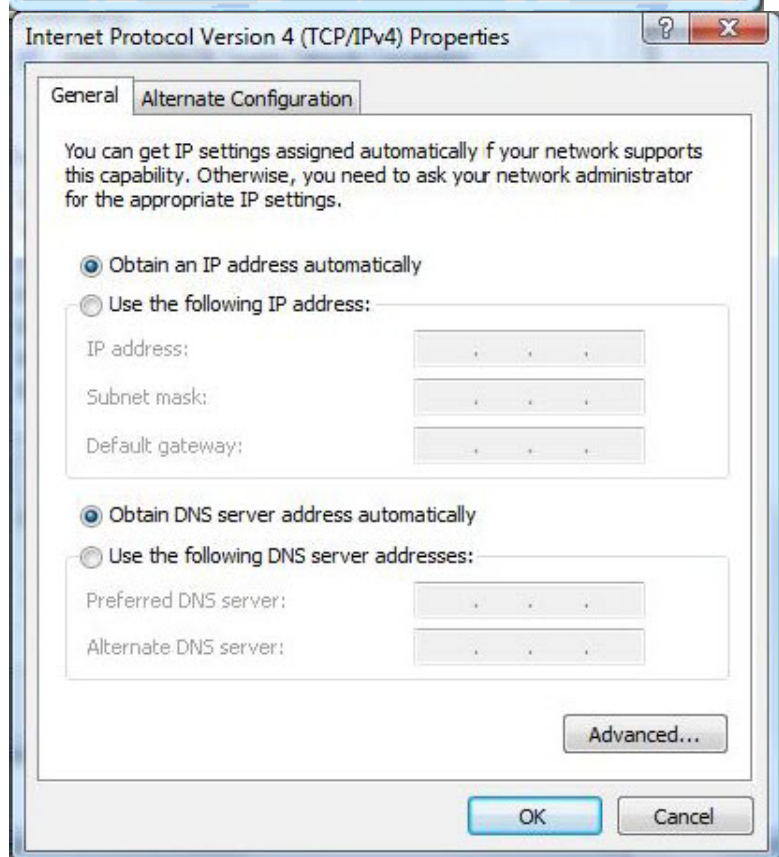 Internet Protocol Version 4 (TCP/IPv4) Properties
General
Alternate Configuration
You can get IP settings assigned automatically if your network supports
this capability. Otherwise, you need to ask your network administrator
for the appropriate IP settings.
Obtain an IP address automatically
Use the following IP address:
IP address:
Subnet mask:
Default gateway:
Obtain DNS server address automatically
Use the following DNS server addresses:
Preferred DNS server:
Alternate DNS server:
Advanced...
OK
Cancel